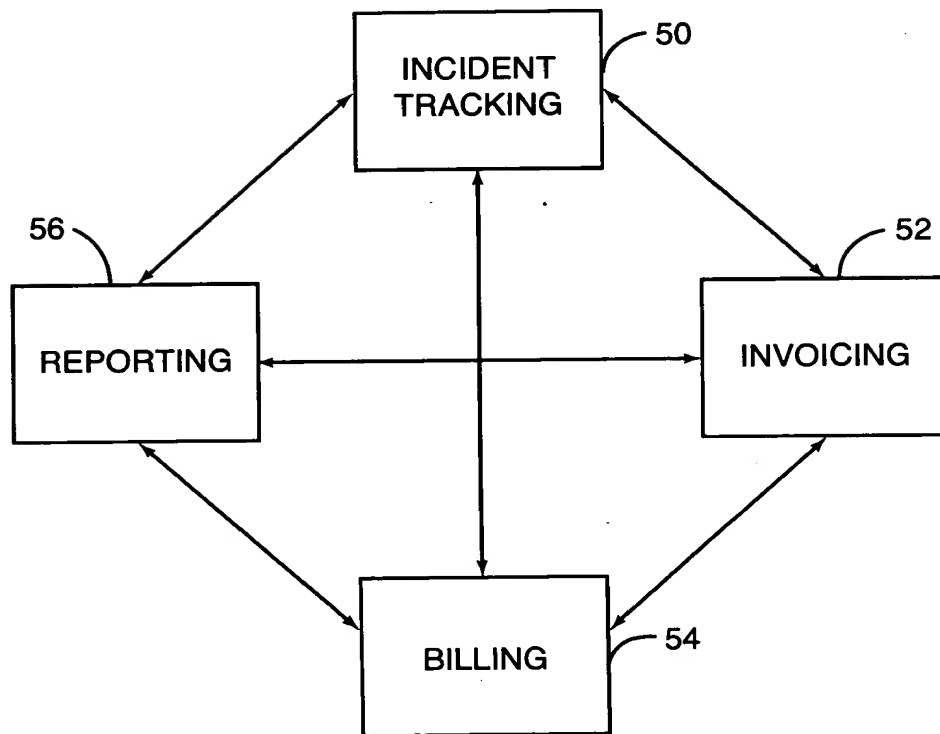 50
INCIDENT
TRACKING
56
52
REPORTING
INVOICING
BILLING
54